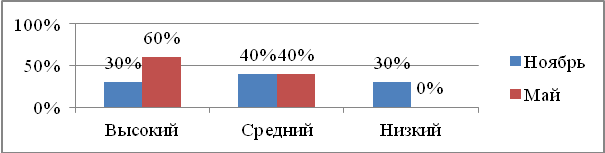 100%
50%
0%
30%
60%
40%
40%
30%
0%
Высокий
Средний
Низкий
Ноябрь
Май